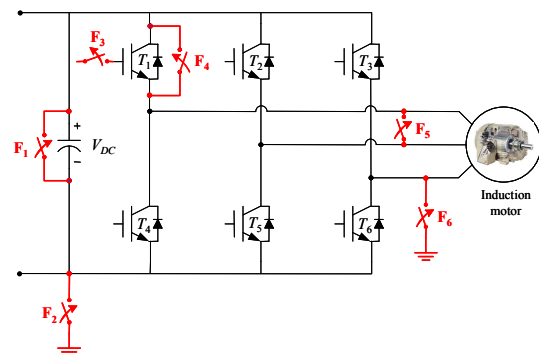 F3
T1
F4
T2
T3
F1
+
VDC
−
F5
Induction
motor
T4
T5
T6
F6
F2